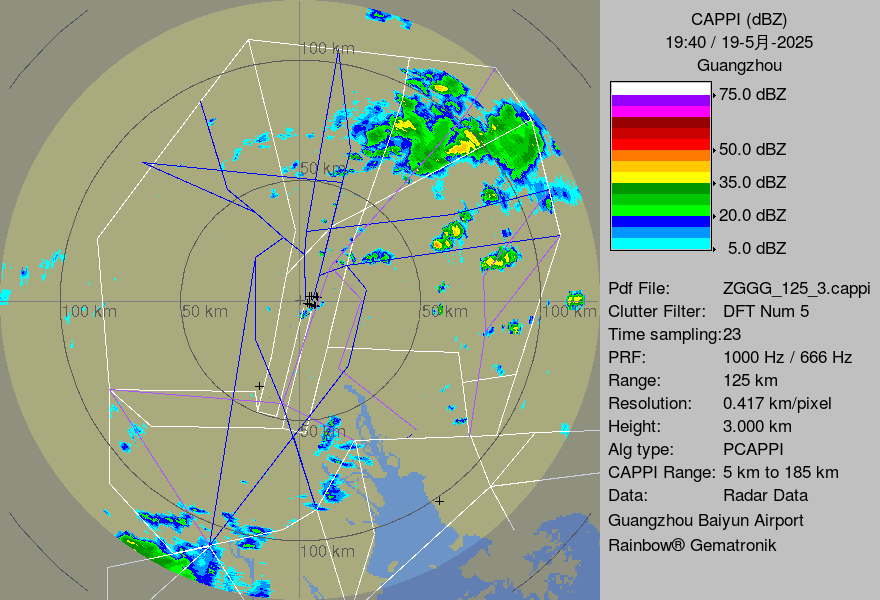 CAPPI (dBZ)
19:40 / 19-5月-2025
Guangzhou
75.0 dBZ
50.0 dBZ
35.0 dBZ
20.0 dBZ
5.0 dBZ
Pdf File: ZGGG_125_3.cappi
Clutter Filter: DFT Num 5
Time sampling:23
PRF: 1000 Hz / 666 Hz
Range: 125 km
Resolution: 0.417 km/pixel
Height: 3.000 km
Alg type: PCAPPI
CAPPI Range: 5 km to 185 km
Data: Radar Data
Guangzhou Baiyun Airport
Rainbow® Gematronik
100 km
50 km
100 km 50 km 50 km 100 km
50 km
100 km